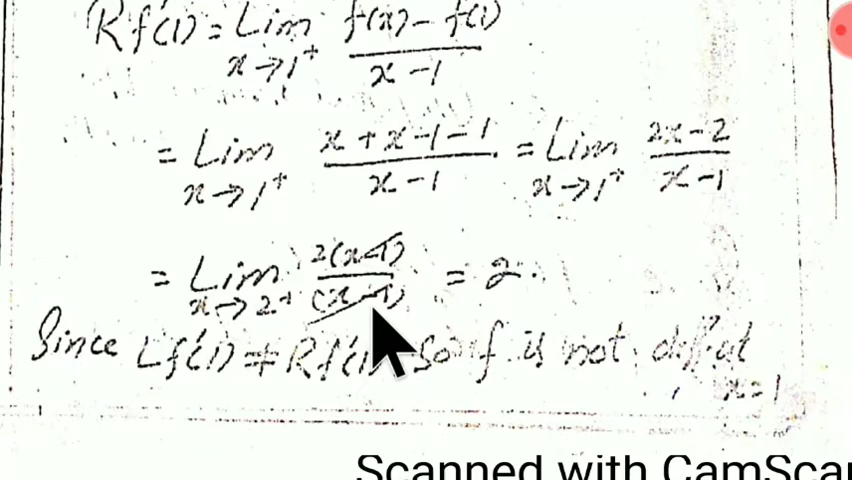 Rf'(1) = Lim x→1⁺ f(x) - f(1) / x - 1
= Lim x→1⁺ x + x - 1 - 1 / x - 1 = Lim x→1⁺ 2x - 2 / x - 1
= Lim x→2⁺ 2(x-1) / (x-1) = 2.
Since Lf'(1) ≠ Rf'(1) So f is not diff. at x = 1
Scanned with CamScan